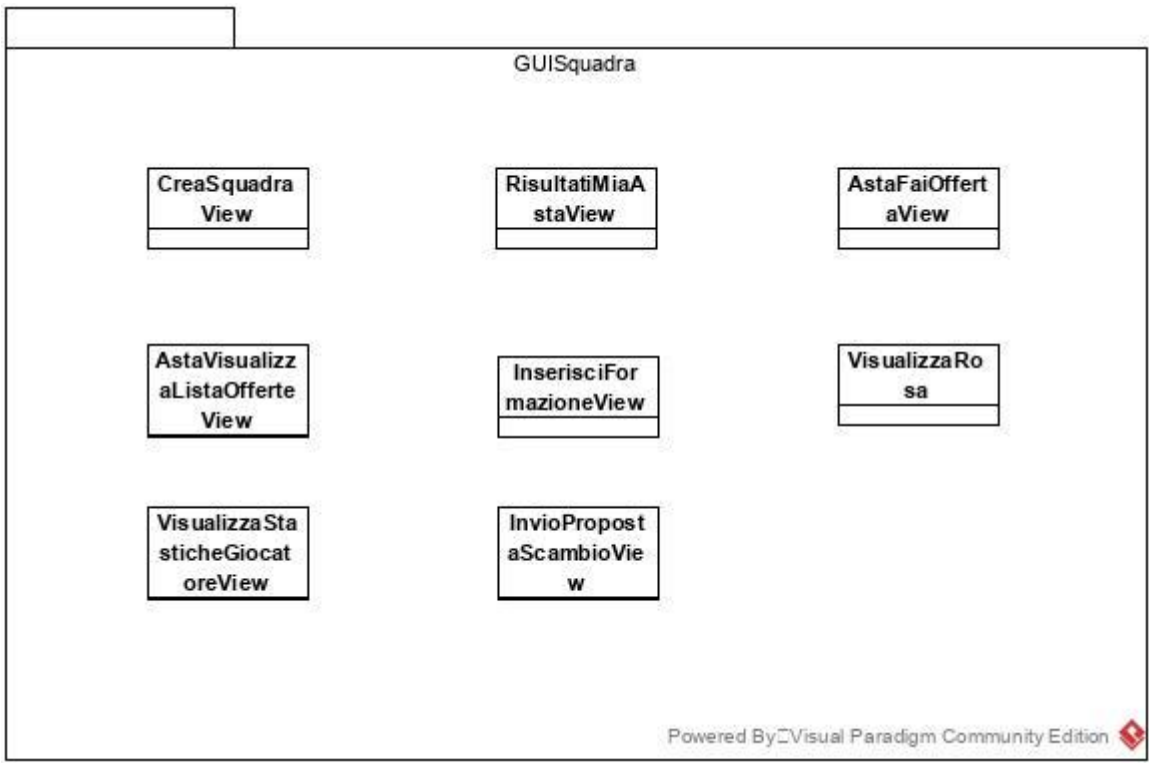 GUISquadra
CreaSquadra
View
RisultatiMiaA
staView
AstaFaiOffert
aView
AstaVisualizz
aListaOfferte
View
InserisciFor
mazioneView
VisualizzaRo
sa
VisualizzaSta
sticheGiocat
oreView
InvioPropost
aScambioVie
w
Powered By Visual Paradigm Community Edition